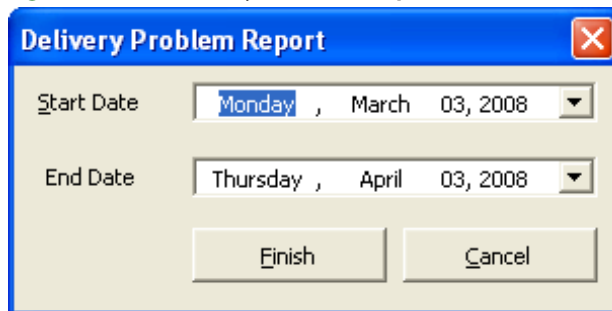 Delivery Problem Report
Start Date Monday , March 03, 2008
End Date Thursday , April 03, 2008
Finish Cancel